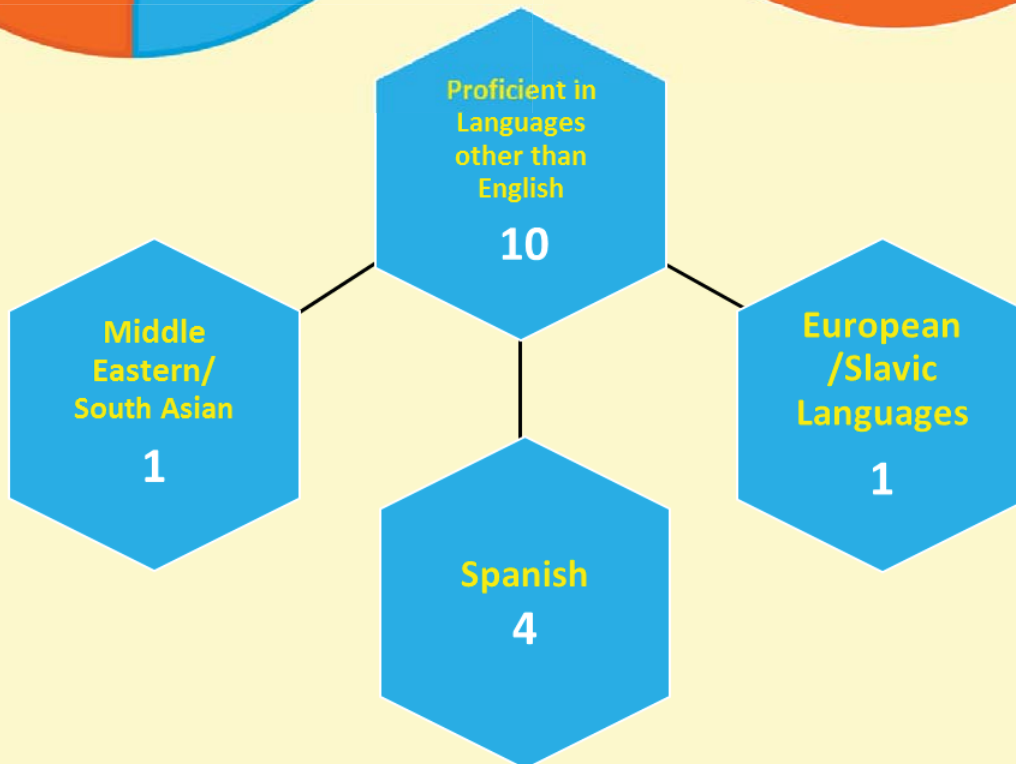 Proficient in
Languages
other than
English
10
Middle
Eastern/
South Asian
1
European
/Slavic
Languages
1
Spanish
4